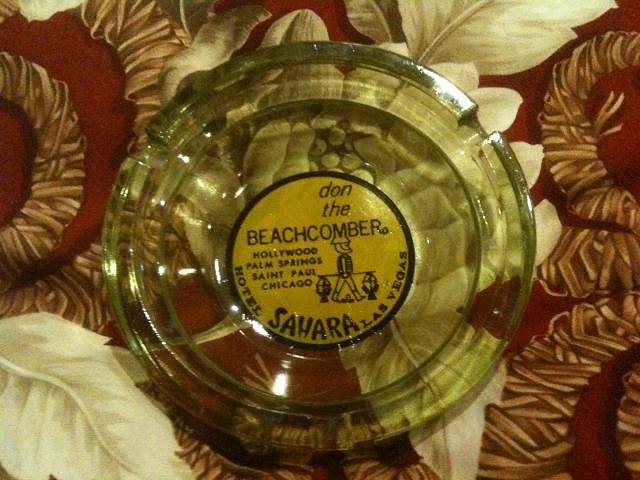 don
the
BEACHCOMBER®
HOLLYWOOD
PALM SPRINGS
SAINT PAUL
CHICAGO
HOTEL SAHARA LAS VEGAS